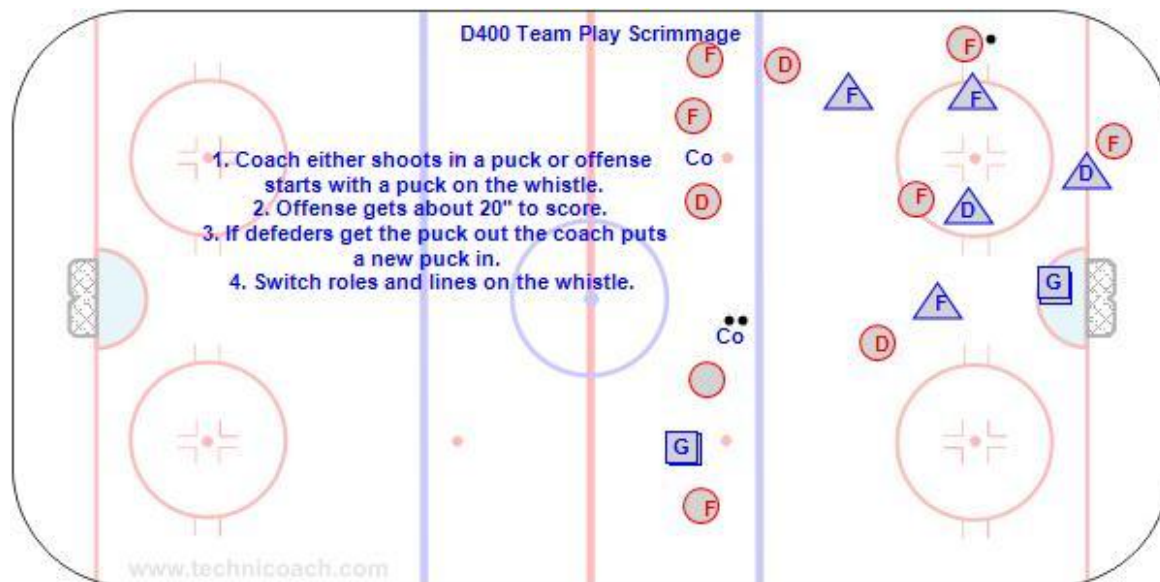 D400 Team Play Scrimmage
F
F
D
F
F
F
F
Co
F
D
D
F
D
1. Coach either shoots in a puck or offense
starts with a puck on the whistle.
2. Offense gets about 20" to score.
3. If defeders get the puck out the coach puts
a new puck in.
4. Switch roles and lines on the whistle.
G
F
Co
D
G
F
www.technicoach.com